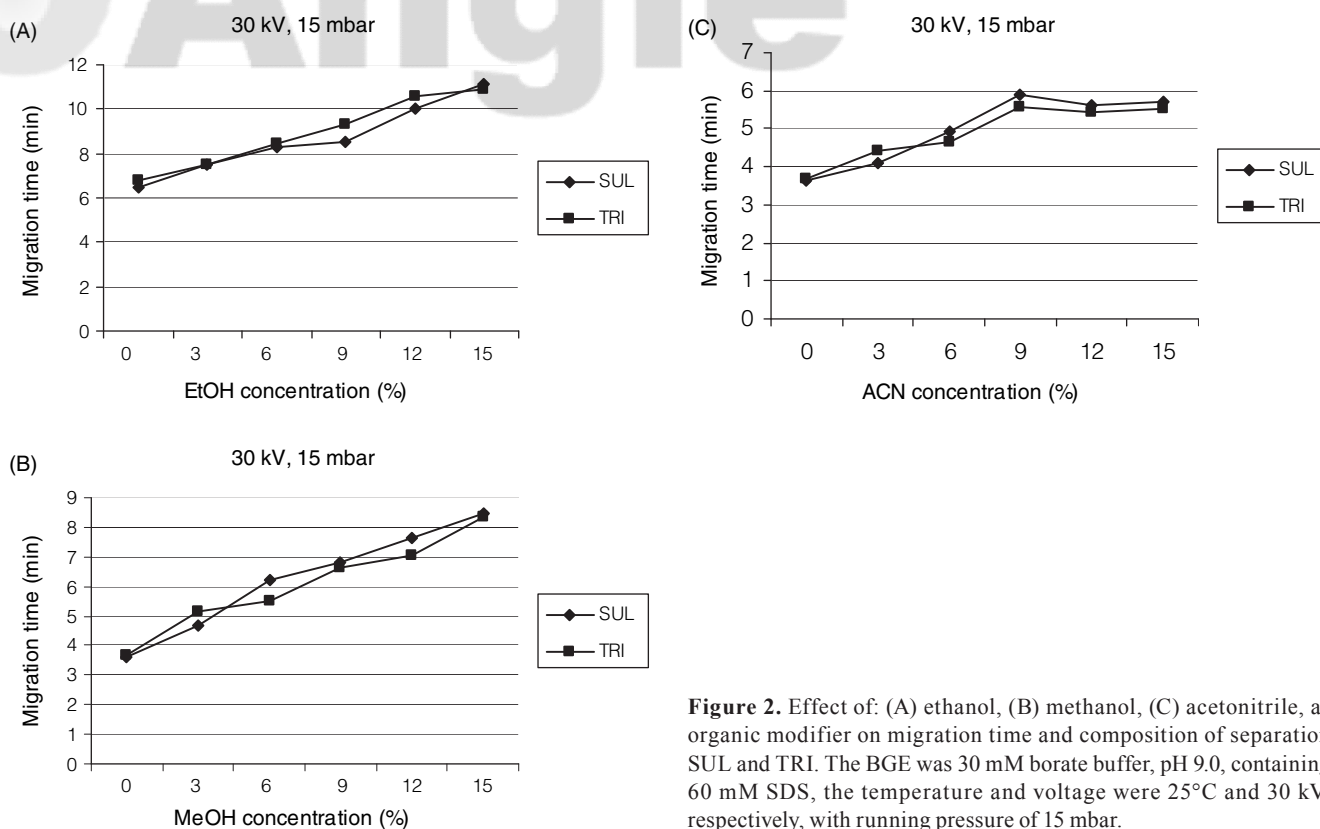 Angle
(A)
30 kV, 15 mbar
Migration time (min)
12
10
8
6
4
2
0
0 3 6 9 12 15
EtOH concentration (%)
SUL
TRI
(C)
30 kV, 15 mbar
Migration time (min)
7
6
5
4
3
2
1
0
0 3 6 9 12 15
ACN concentration (%)
SUL
TRI
(B)
30 kV, 15 mbar
Migration time (min)
9
8
7
6
5
4
3
2
1
0
0 3 6 9 12 15
MeOH concentration (%)
SUL
TRI
Figure 2. Effect of: (A) ethanol, (B) methanol, (C) acetonitrile, a
organic modifier on migration time and composition of separation
SUL and TRI. The BGE was 30 mM borate buffer, pH 9.0, containing
60 mM SDS, the temperature and voltage were 25°C and 30 kV
respectively, with running pressure of 15 mbar.